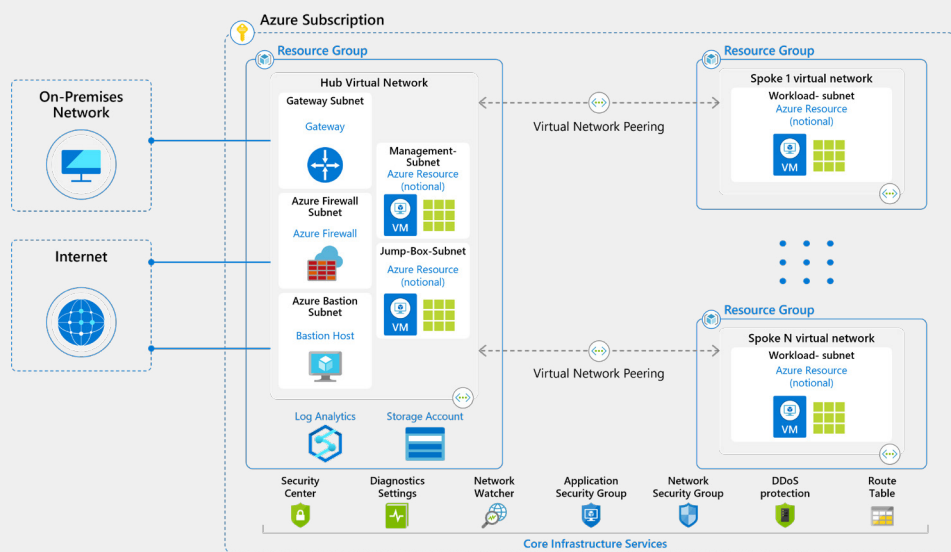 Azure Subscription
Resource Group
Hub Virtual Network
Gateway Subnet
Gateway
Azure Firewall
Subnet
Azure Firewall
Azure Bastion
Subnet
Bastion Host
Management-
Subnet
Azure Resource
(notional)
VM
Jump-Box-Subnet
Azure Resource
(notional)
VM
Log Analytics
Storage Account
On-Premises
Network
Internet
Virtual Network Peering
Virtual Network Peering
Resource Group
Spoke 1 virtual network
Workload- subnet
Azure Resource
(notional)
VM
Resource Group
Spoke N virtual network
Workload- subnet
Azure Resource
(notional)
VM
Security
Center
Diagnostics
Settings
Network
Watcher
Application
Security Group
Network
Security Group
DDoS
protection
Route
Table
Core Infrastructure Services